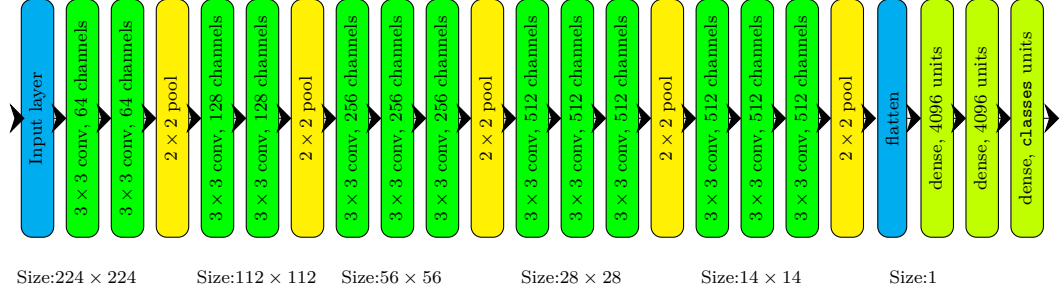 Input layer
3 × 3 conv, 64 channels
3 × 3 conv, 64 channels
2 × 2 pool
3 × 3 conv, 128 channels
3 × 3 conv, 128 channels
2 × 2 pool
3 × 3 conv, 256 channels
3 × 3 conv, 256 channels
3 × 3 conv, 256 channels
2 × 2 pool
3 × 3 conv, 512 channels
3 × 3 conv, 512 channels
3 × 3 conv, 512 channels
2 × 2 pool
3 × 3 conv, 512 channels
3 × 3 conv, 512 channels
3 × 3 conv, 512 channels
2 × 2 pool
flatten
dense, 4096 units
dense, 4096 units
dense, classes units
Size:224 × 224
Size:112 × 112
Size:56 × 56
Size:28 × 28
Size:14 × 14
Size:1